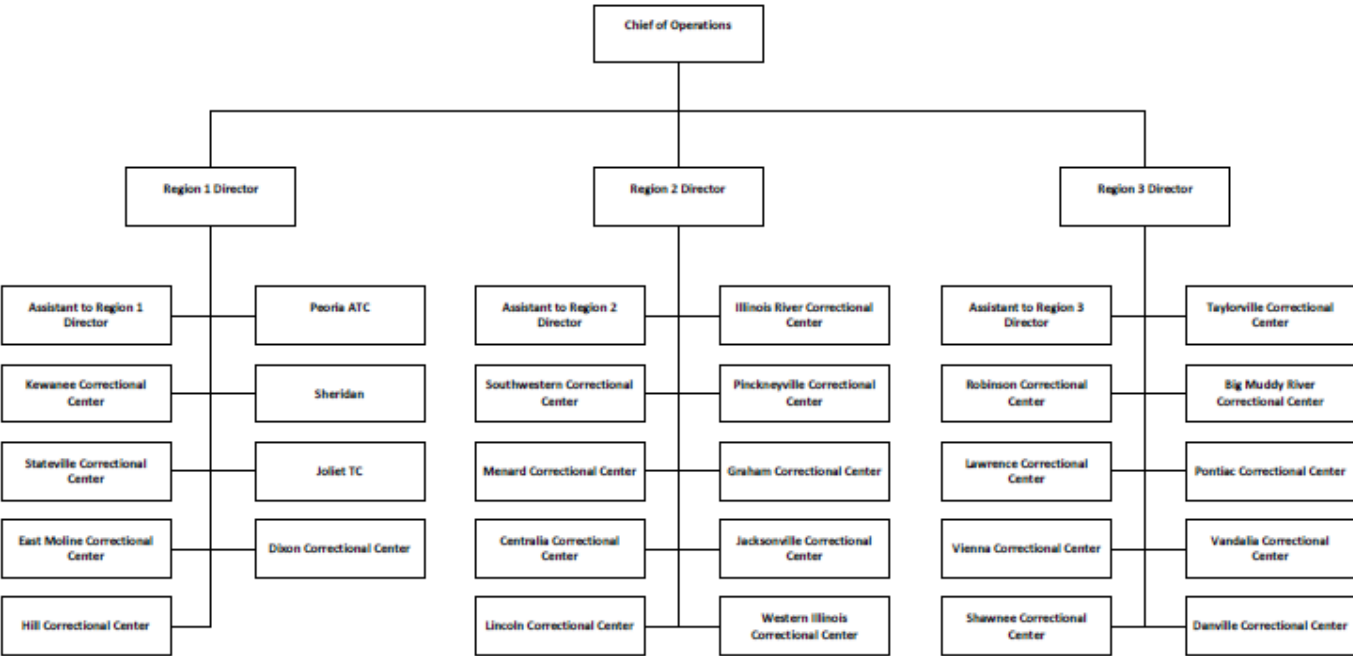 Chief of Operations
Region 1 Director
Region 2 Director
Region 3 Director
Assistant to Region 1
Director
Peoria ATC
Assistant to Region 2
Director
Illinois River Correctional
Center
Assistant to Region 3
Director
Taylorville Correctional
Center
Kewanee Correctional
Center
Sheridan
Southwestern Correctional
Center
Pinckneyville Correctional
Center
Robinson Correctional
Center
Big Muddy River
Correctional Center
Stateville Correctional
Center
Joliet TC
Menard Correctional Center
Graham Correctional Center
Lawrence Correctional
Center
Pontiac Correctional Center
East Moline Correctional
Center
Dixon Correctional Center
Centralia Correctional
Center
Jacksonville Correctional
Center
Vienna Correctional Center
Vandalia Correctional
Center
Hill Correctional Center
Lincoln Correctional Center
Western Illinois
Correctional Center
Shawnee Correctional
Center
Danville Correctional Center